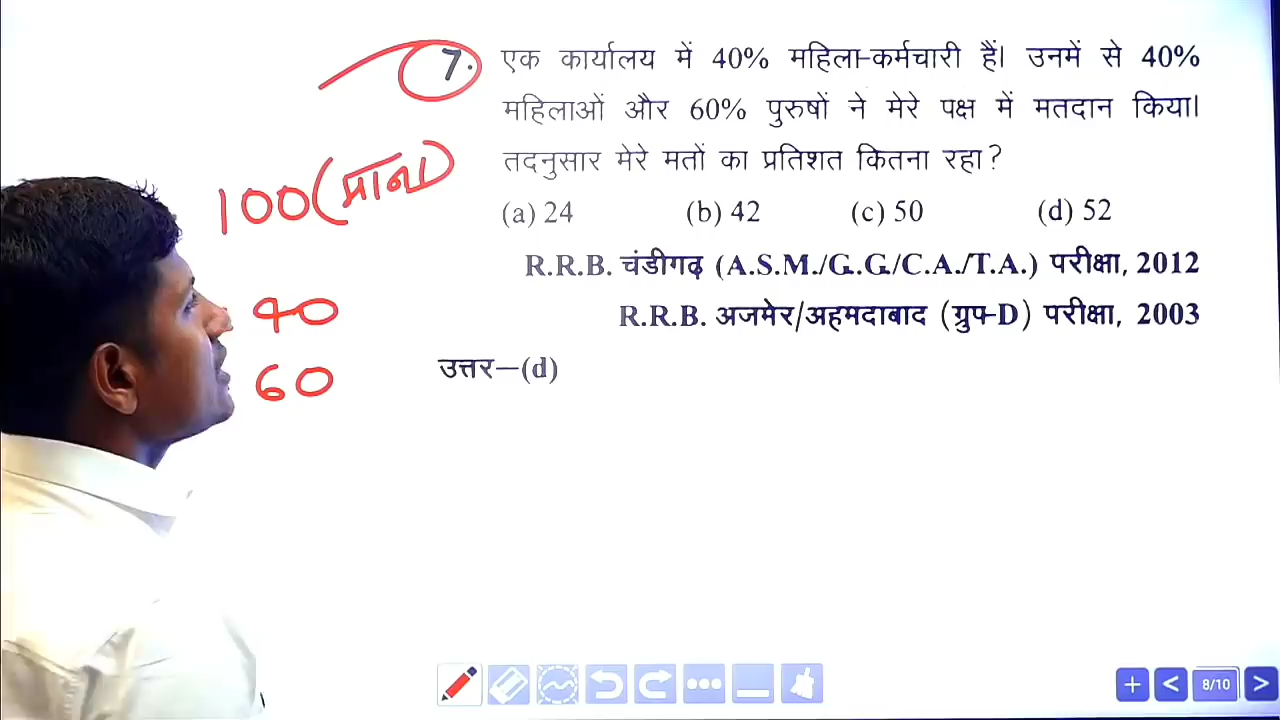 7. एक कार्यालय में 40% महिला-कर्मचारी हैं। उनमें से 40%
महिलाओं और 60% पुरुषों ने मेरे पक्ष में मतदान किया।
तदनुसार मेरे मतों का प्रतिशत कितना रहा?
(a) 24 (b) 42 (c) 50 (d) 52
R.R.B. चंडीगढ़ (A.S.M./G.G./C.A./T.A.) परीक्षा, 2012
R.R.B. अजमेर/अहमदाबाद (ग्रुप-D) परीक्षा, 2003
उत्तर—(d)
100 (माना)
40
60
8/10